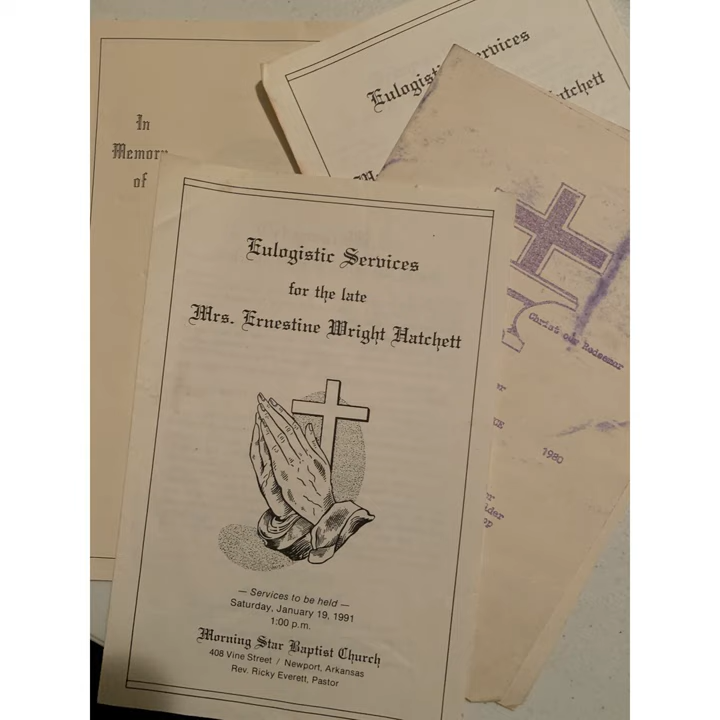 In
Memory
of
Eulogistic Services
Hatchett
Eulogistic Services
for the late
Mrs. Ernestine Wright Hatchett
— Services to be held —
Saturday, January 19, 1991
1:00 p.m.
Morning Star Baptist Church
408 Vine Street / Newport, Arkansas
Rev. Ricky Everett, Pastor
Christ our Redeemer
1980